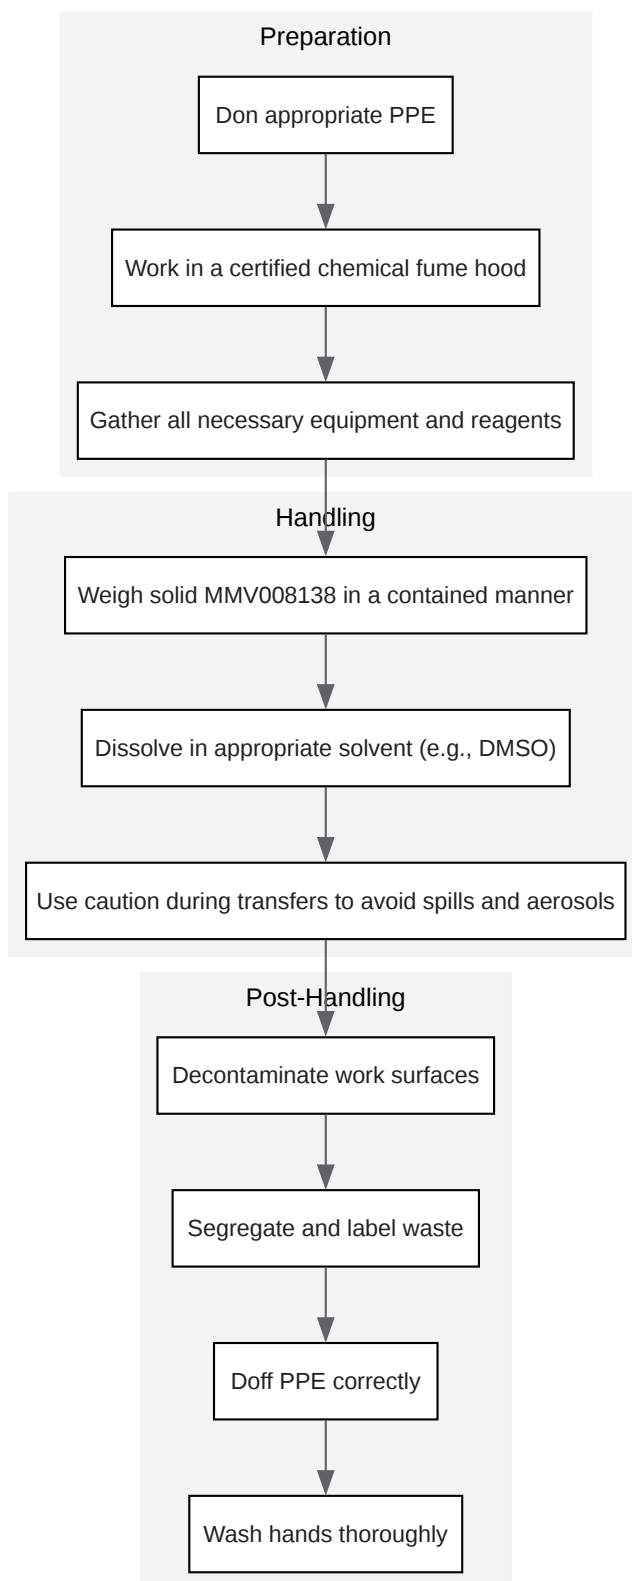 Preparation
Don appropriate PPE
Work in a certified chemical fume hood
Gather all necessary equipment and reagents
Handling
Weigh solid MMV008138 in a contained manner
Dissolve in appropriate solvent (e.g., DMSO)
Use caution during transfers to avoid spills and aerosols
Post-Handling
Decontaminate work surfaces
Segregate and label waste
Doff PPE correctly
Wash hands thoroughly